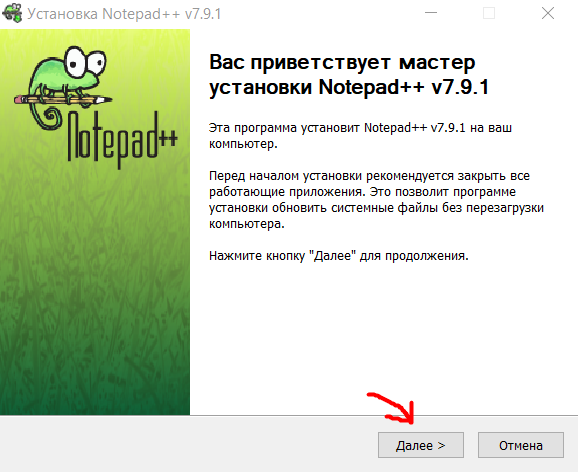 Установка Notepad++ v7.9.1
Notepad++
Вас приветствует мастер
установки Notepad++ v7.9.1
Эта программа установит Notepad++ v7.9.1 на ваш
компьютер.
Перед началом установки рекомендуется закрыть все
работающие приложения. Это позволит программе
установки обновить системные файлы без перезагрузки
компьютера.
Нажмите кнопку "Далее" для продолжения.
Далее >
Отмена